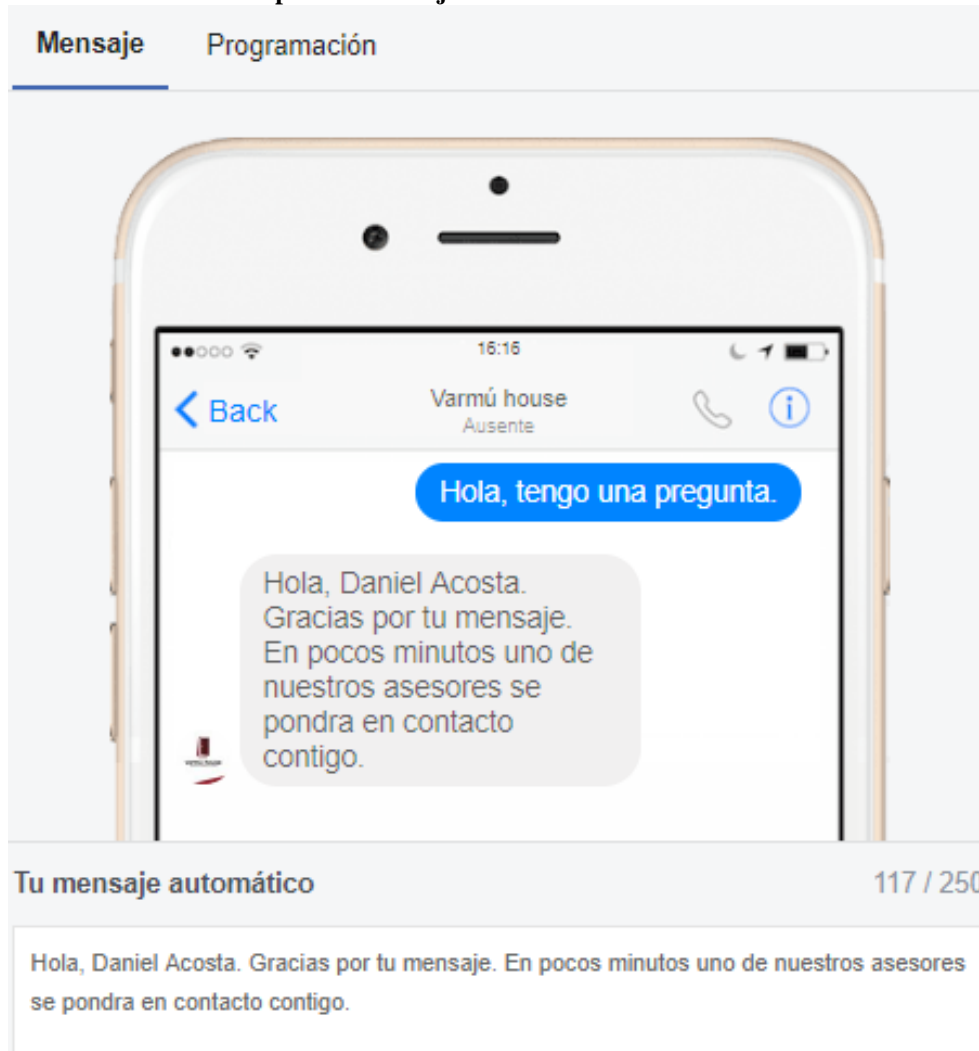 Mensaje Programación
16:16
Back Varmú house
Ausente
Hola, tengo una pregunta.
Hola, Daniel Acosta.
Gracias por tu mensaje.
En pocos minutos uno de
nuestros asesores se
pondra en contacto
contigo.
Tu mensaje automático 117 / 250
Hola, Daniel Acosta. Gracias por tu mensaje. En pocos minutos uno de nuestros asesores
se pondra en contacto contigo.